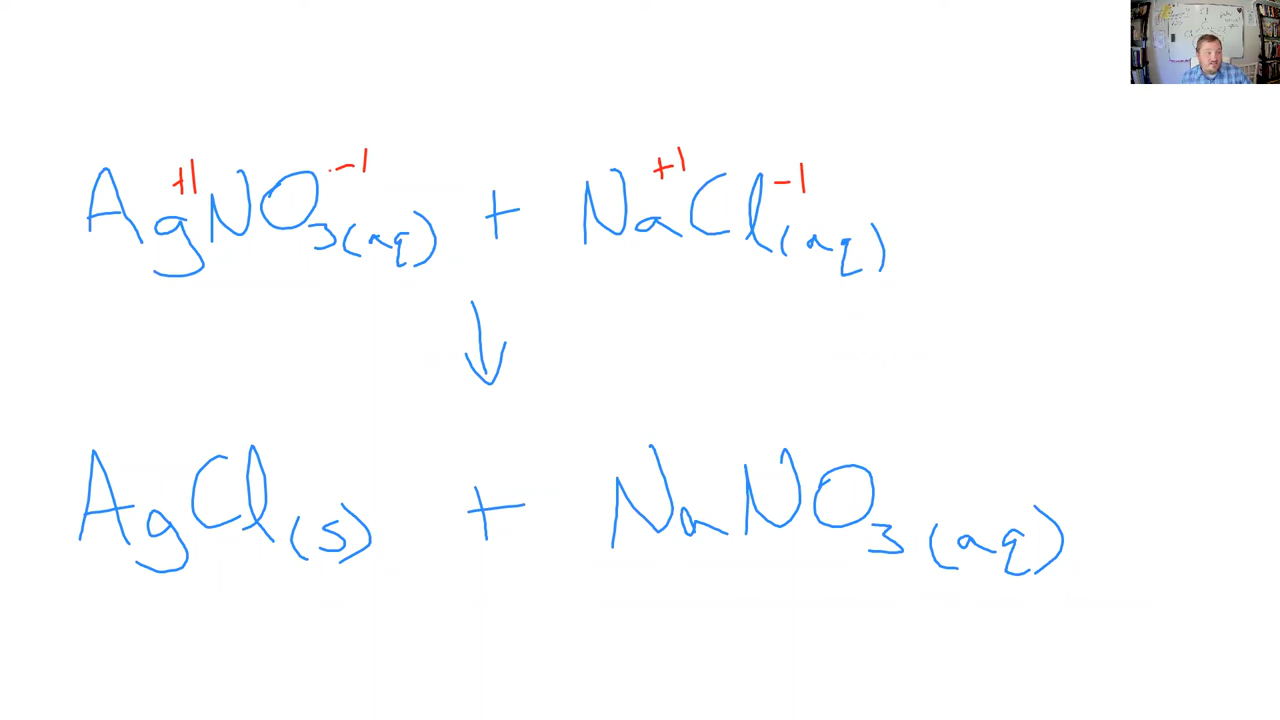 +1 -1 +1 -1
AgNO3(aq) + NaCl(aq)
↓
AgCl(s) + NaNO3(aq)